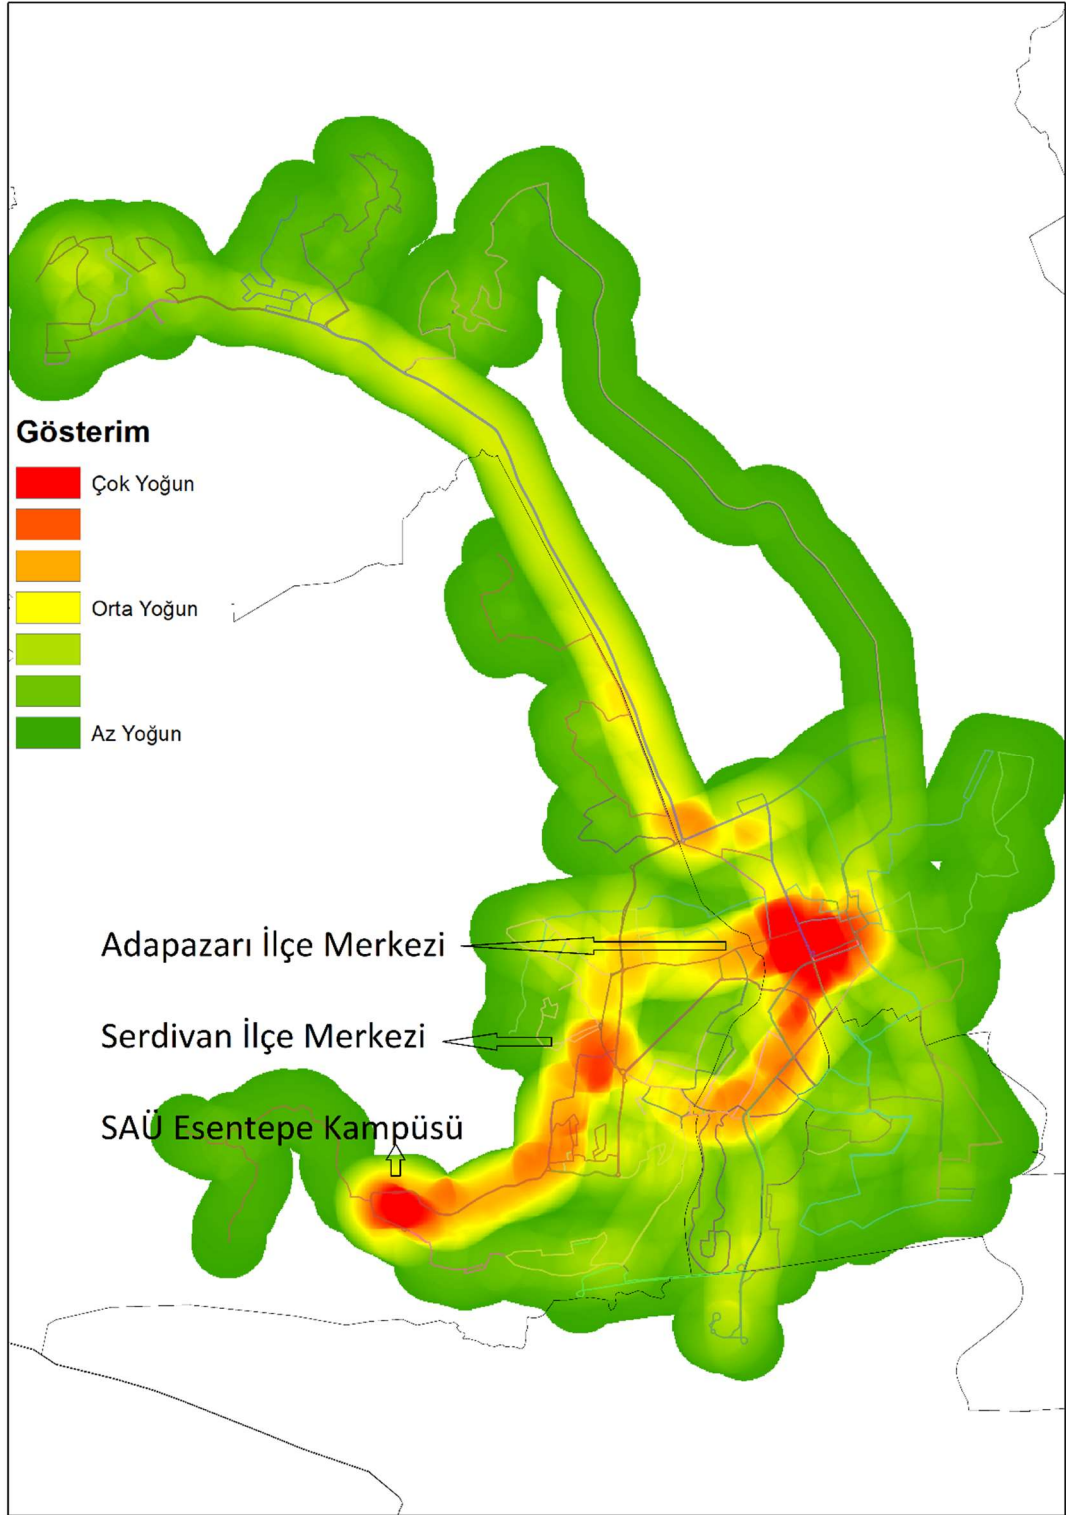 Gösterim
Çok Yoğun
Orta Yoğun
Az Yoğun
Adapazarı İlçe Merkezi
Serdivan İlçe Merkezi
SAÜ Esentepe Kampüsü